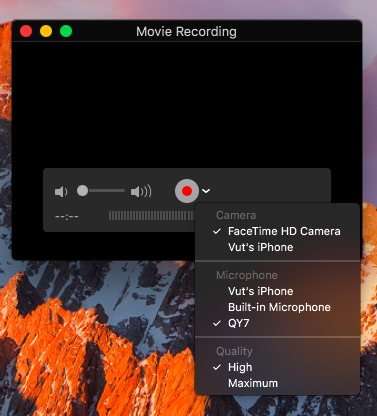 Movie Recording
--:--
Camera
✓ FaceTime HD Camera
Vut's iPhone
Microphone
Vut's iPhone
Built-in Microphone
✓ QY7
Quality
✓ High
Maximum